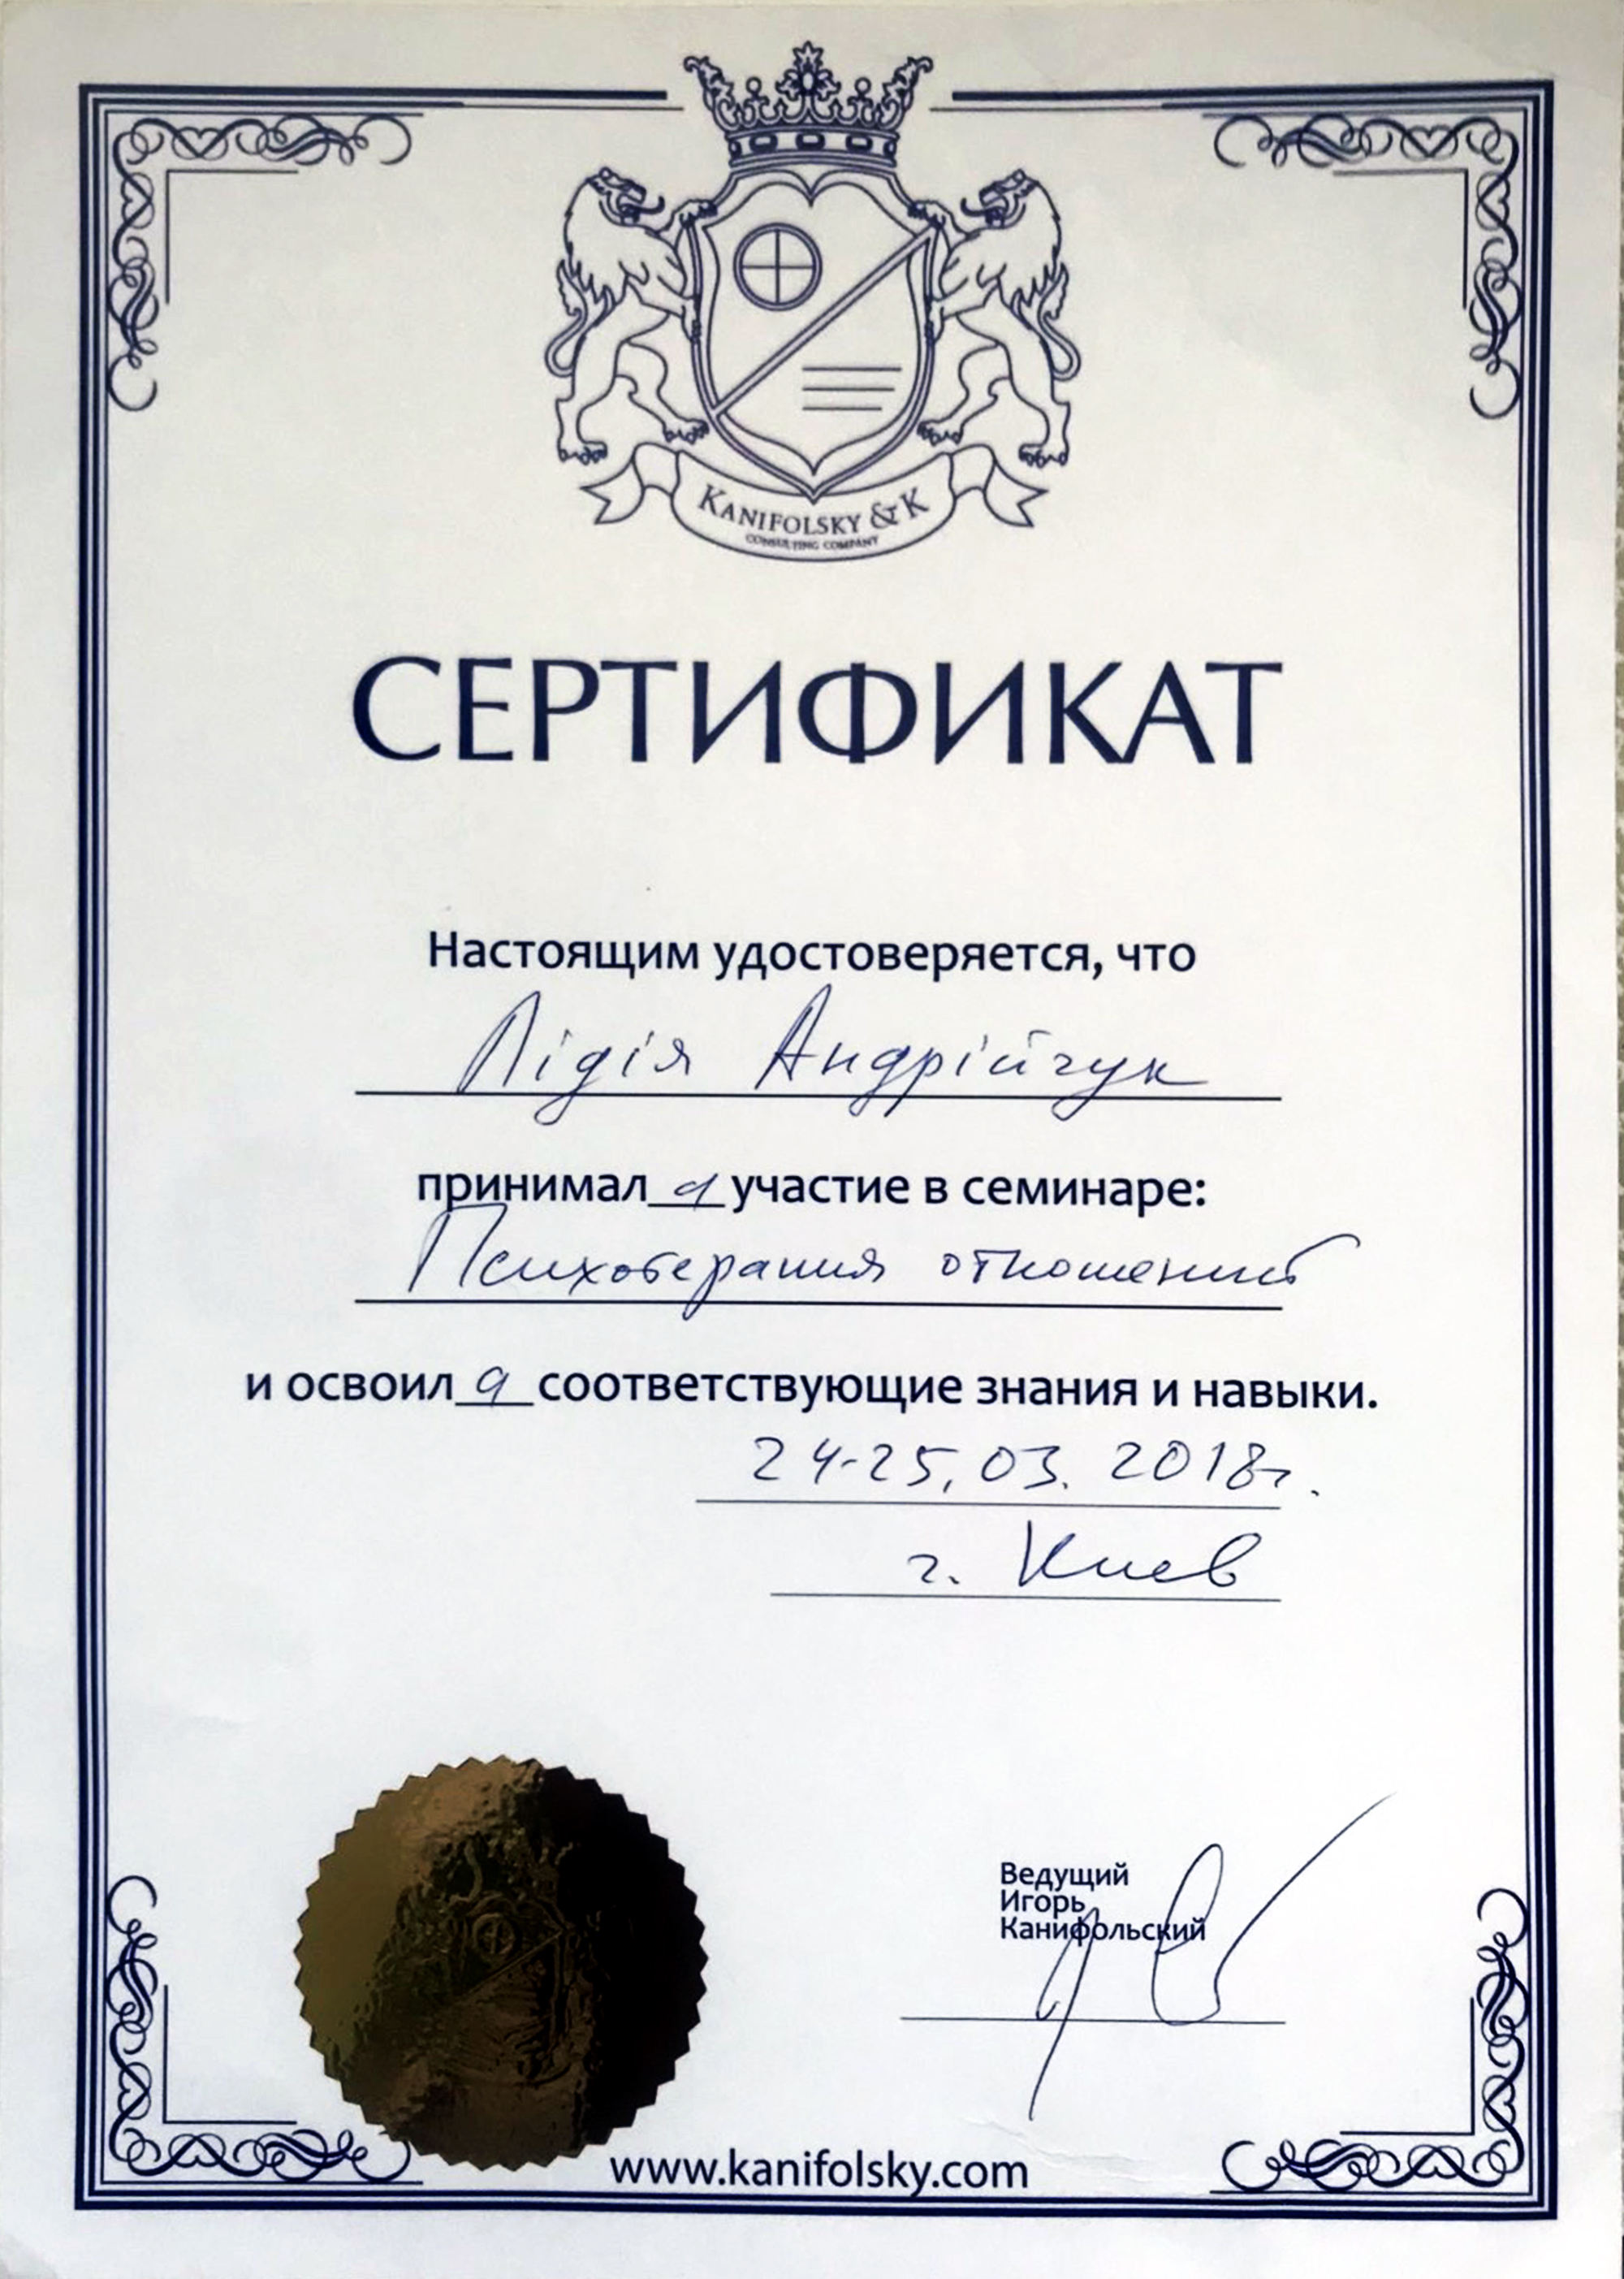 KANIFOLSKY & K
CONSULTING COMPANY
СЕРТИФИКАТ
Настоящим удостоверяется, что
Лідія Андрійчук
принимал а участие в семинаре:
Психотерапия отношений
и освоил а соответствующие знания и навыки.
24-25.03.2018г.
г. Киев
Ведущий
Игорь
Канифольский
www.kanifolsky.com